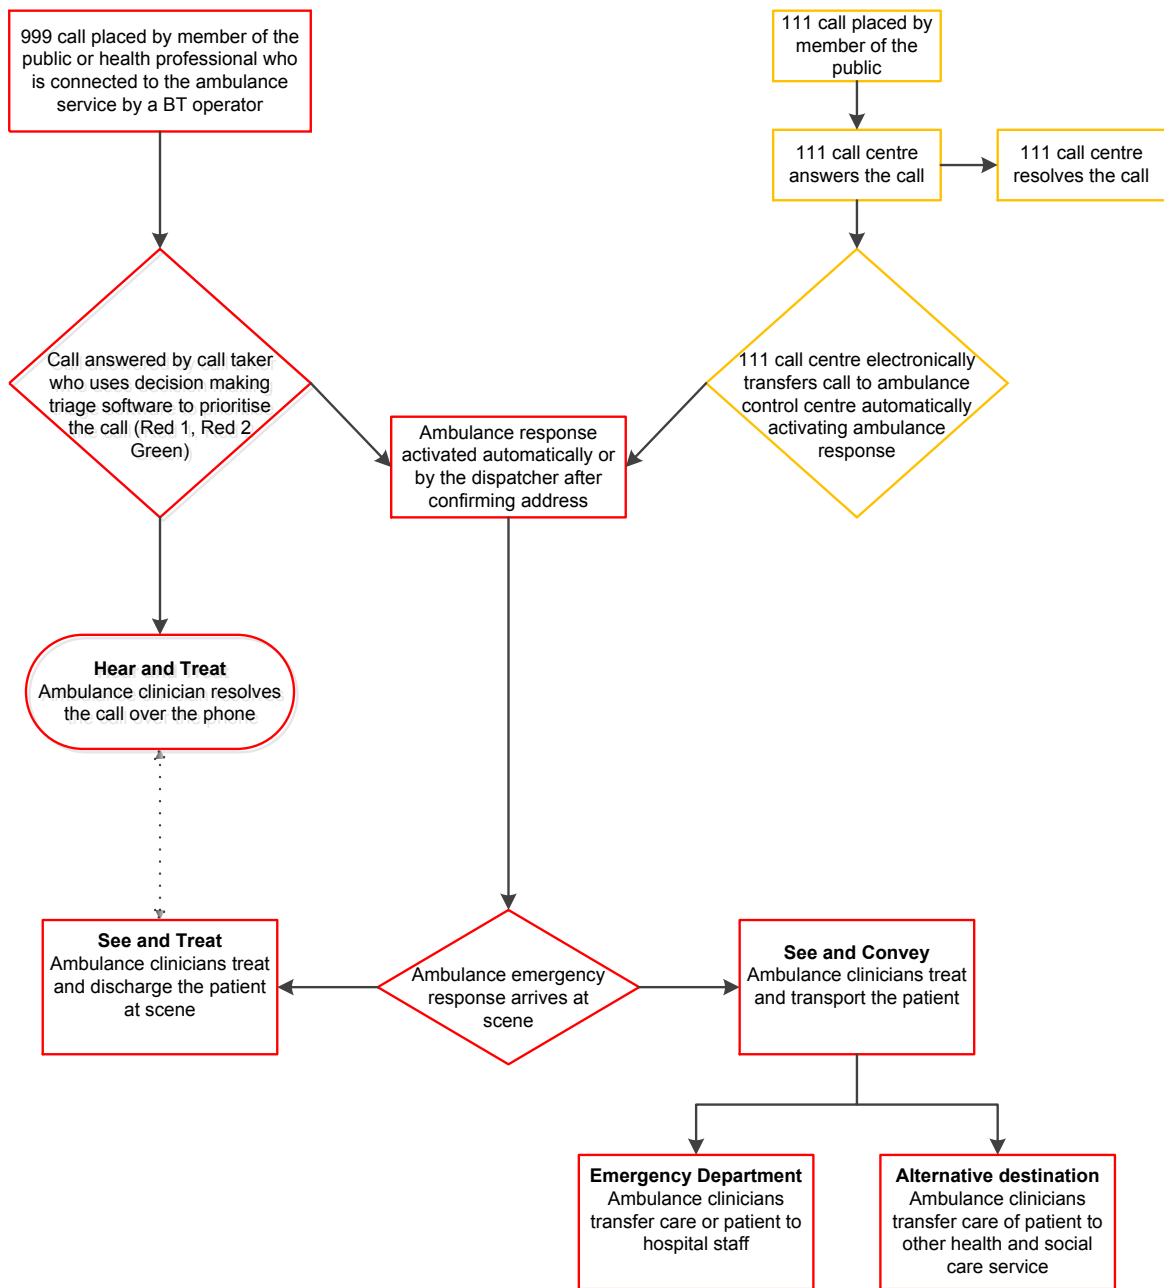 999 call placed by member of the
public or health professional who
is connected to the ambulance
service by a BT operator
111 call placed by
member of the
public
111 call centre
answers the call
111 call centre
resolves the call
Call answered by call taker
who uses decision making
triage software to prioritise
the call (Red 1, Red 2
Green)
111 call centre electronically
transfers call to ambulance
control centre automatically
activating ambulance
response
Ambulance response
activated automatically or
by the dispatcher after
confirming address
Hear and Treat
Ambulance clinician resolves
the call over the phone
See and Treat
Ambulance clinicians treat
and discharge the patient
at scene
Ambulance emergency
response arrives at
scene
See and Convey
Ambulance clinicians treat
and transport the patient
Emergency Department
Ambulance clinicians
transfer care or patient to
hospital staff
Alternative destination
Ambulance clinicians
transfer care of patient to
other health and social
care service